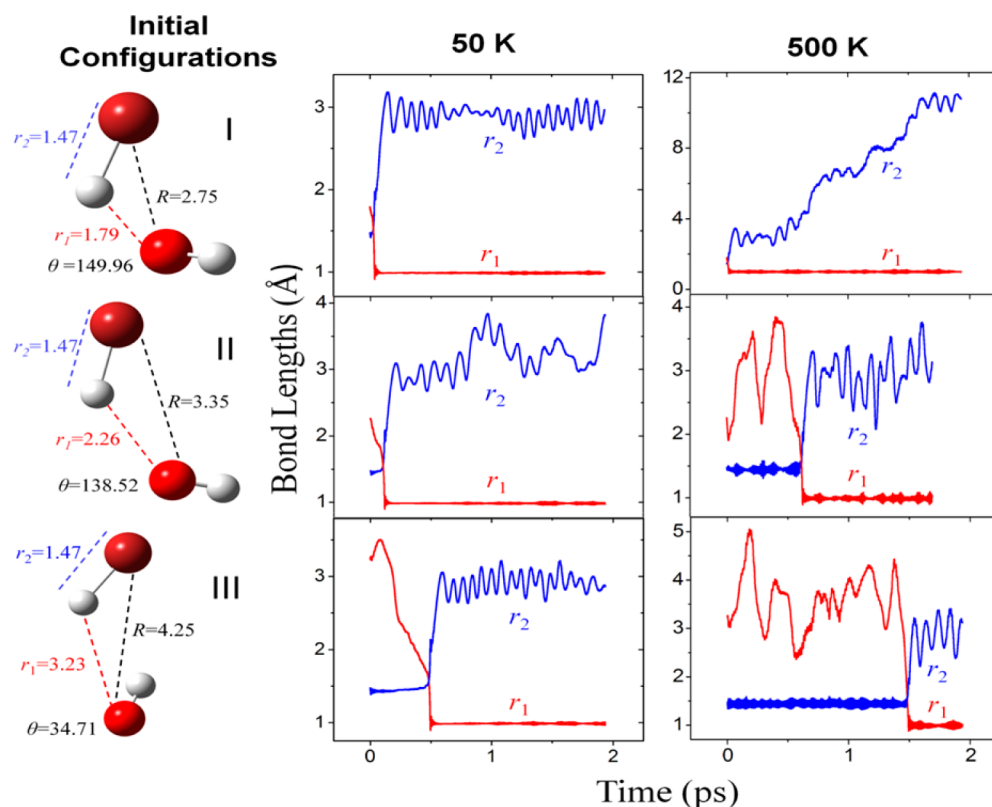 Initial
Configurations
50 K
500 K
I
r2=1.47
R=2.75
r1=1.79
θ=149.96
II
r2=1.47
R=3.35
r1=2.26
θ=138.52
III
r2=1.47
R=4.25
r1=3.23
θ=34.71
Bond Lengths (Å)
3
2
1
r2
r1
12
8
4
0
r2
r1
4
3
2
1
r2
r1
4
3
2
1
r2
r1
3
2
1
r2
r1
0
1
2
5
4
3
2
1
r2
r1
0
1
2
Time (ps)